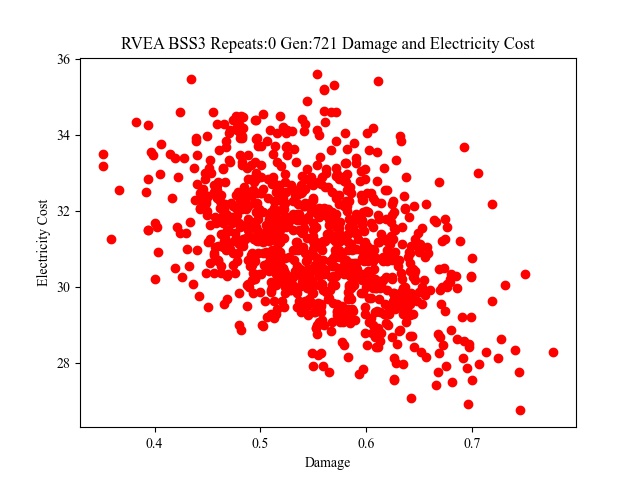 RVEA BSS3 Repeats:0 Gen:721 Damage and Electricity Cost
36
34
32
30
28
Electricity Cost
0.4 0.5 0.6 0.7
Damage